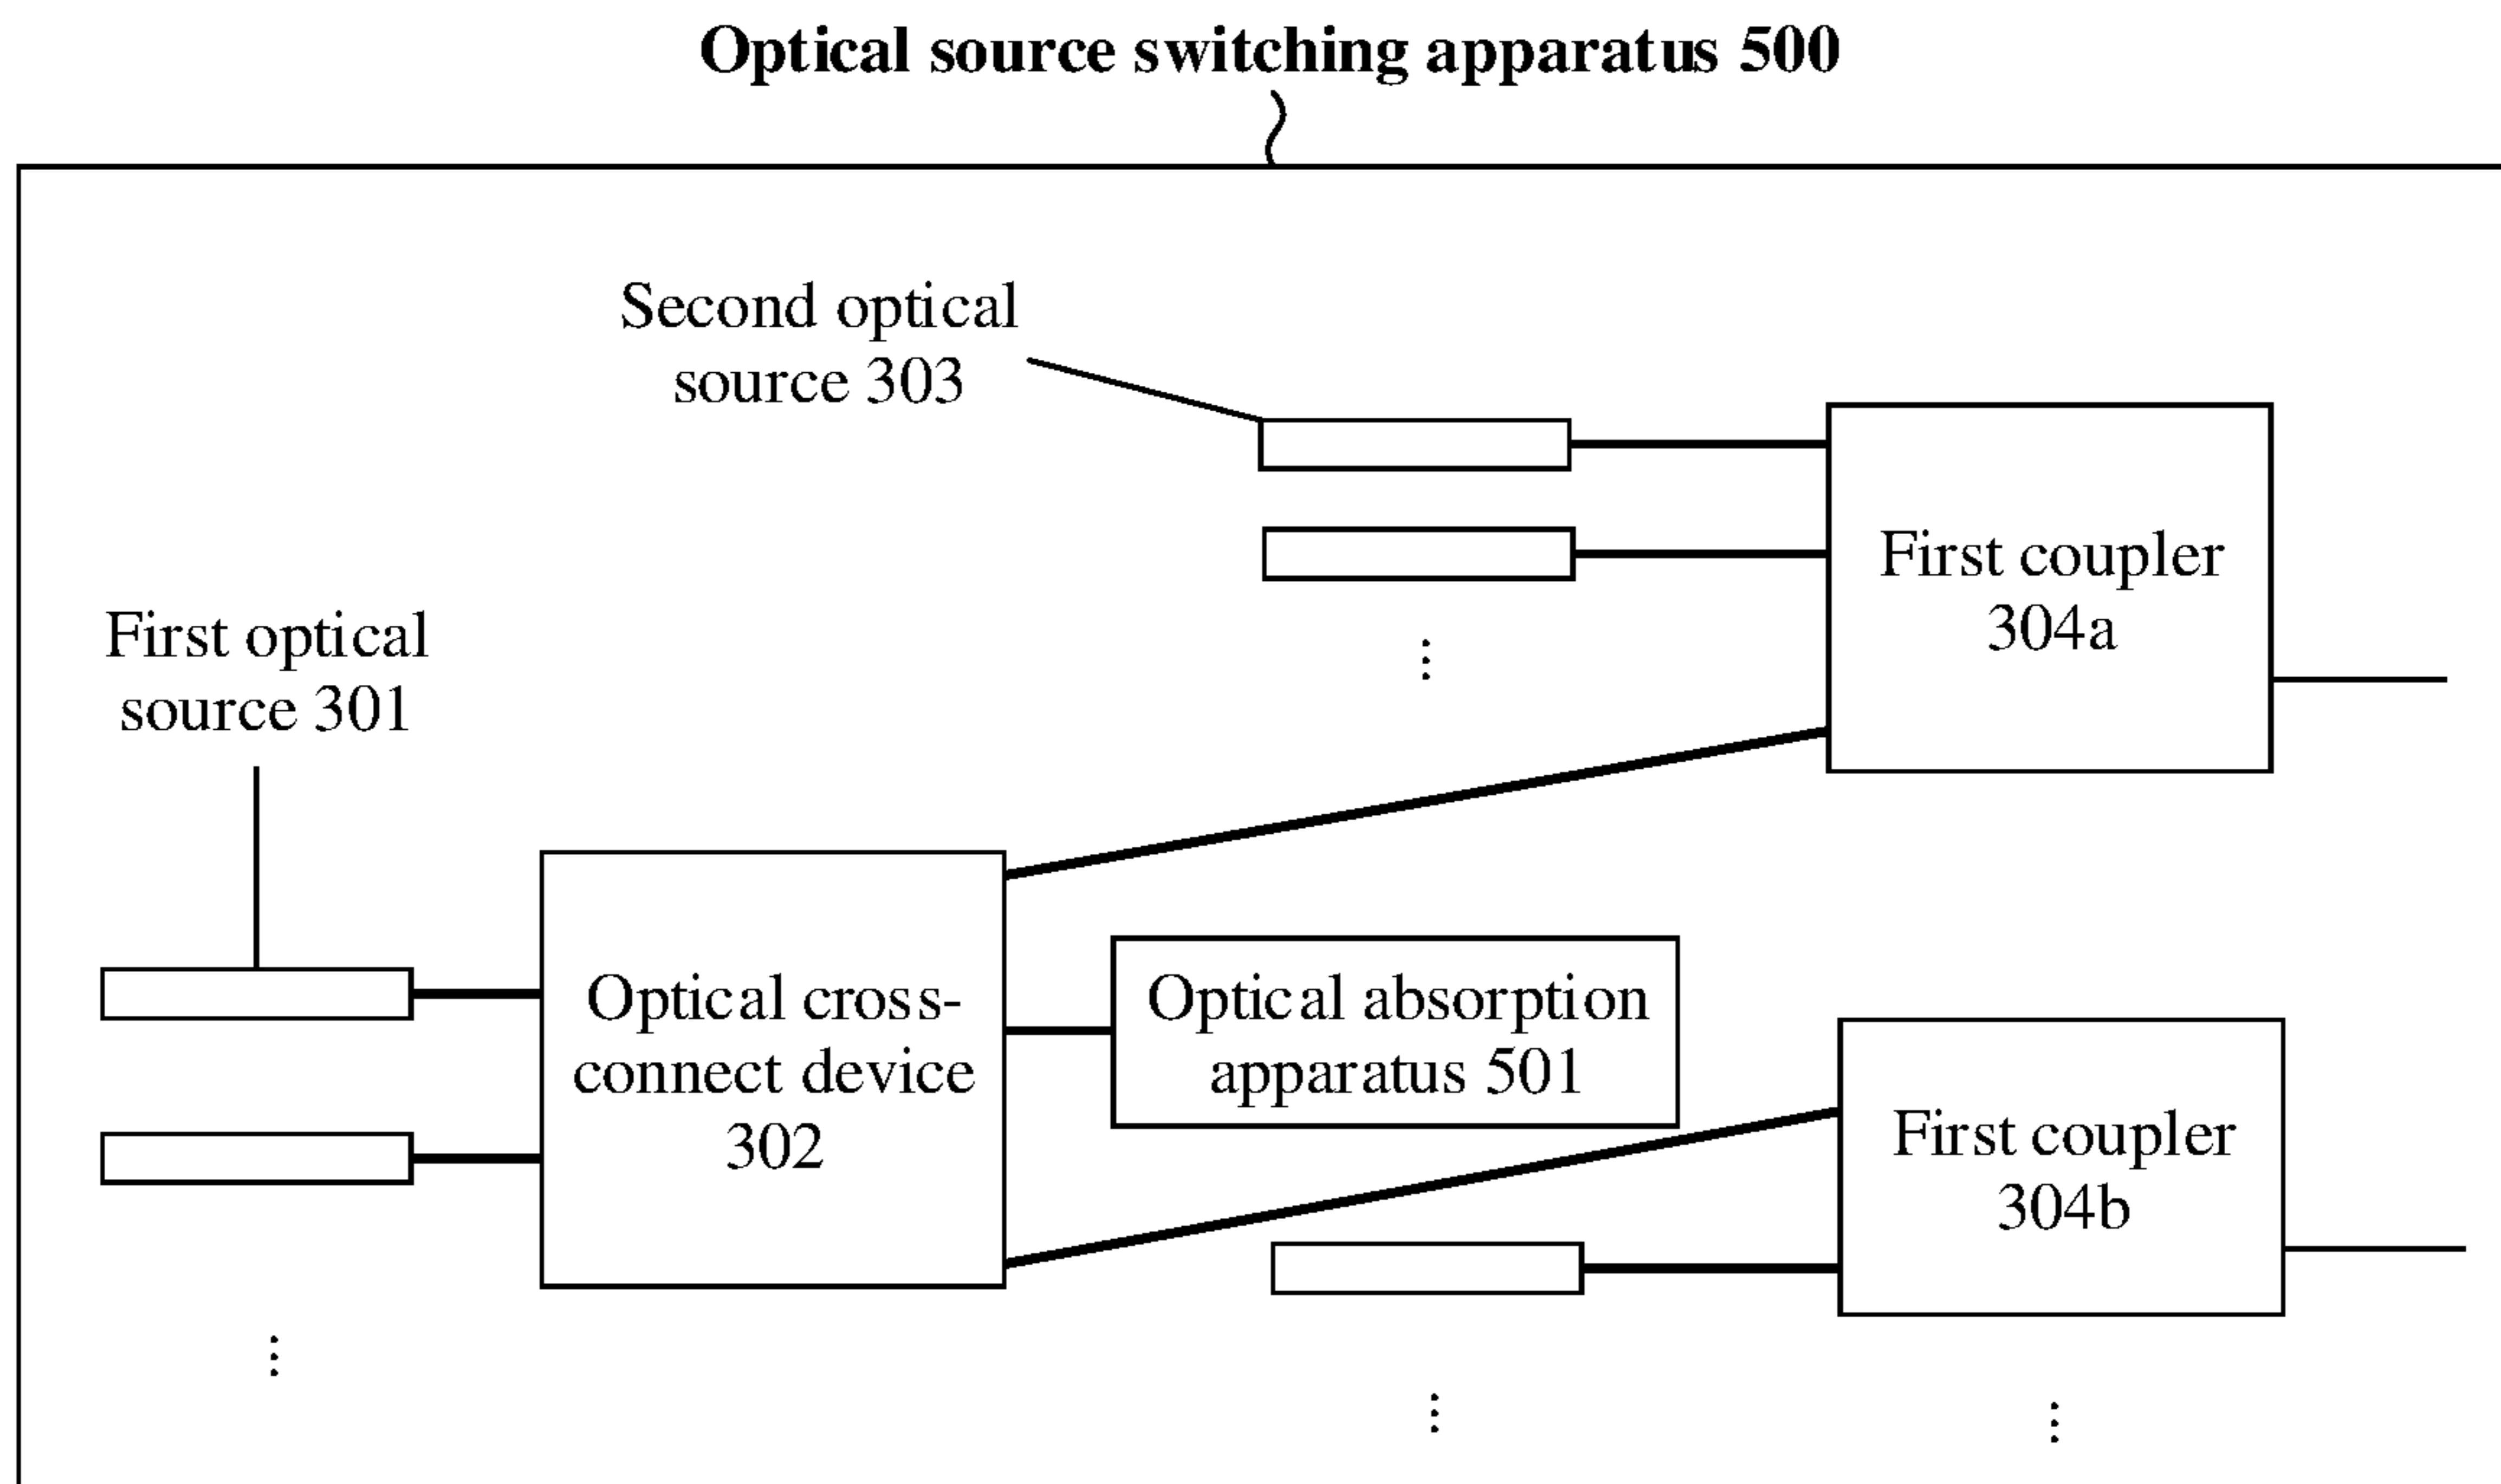 Optical source switching apparatus 500
Second optical
source 303
First coupler
304a
First optical
source 301
Optical cross-
connect device
302
Optical absorption
apparatus 501
First coupler
304b